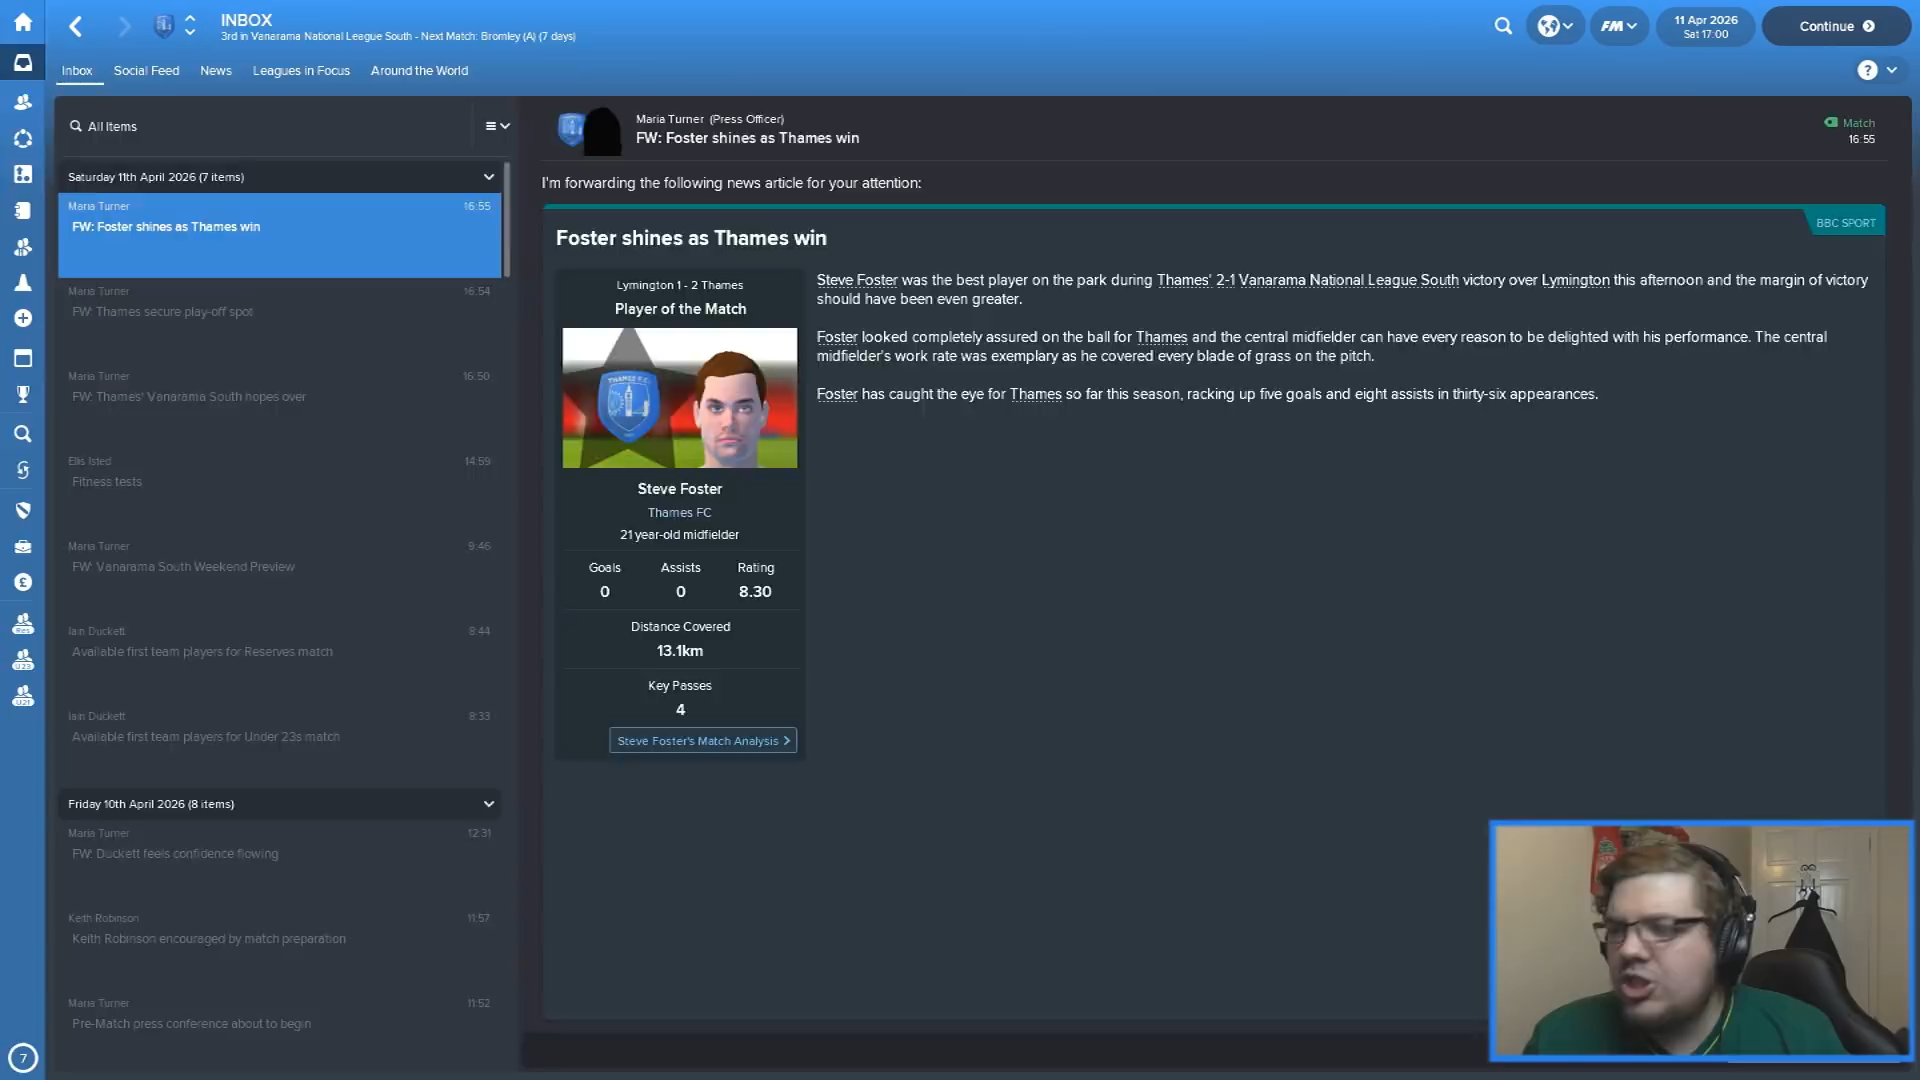 INBOX
3rd in Vanarama National League South - Next Match: Bromley (A) (7 days)
FM
11 Apr 2026
Sat 17:00
Continue
Inbox
Social Feed
News
Leagues in Focus
Around the World
?
All Items
Saturday 11th April 2026 (7 items)
Maria Turner
16:55
FW: Foster shines as Thames win
Maria Turner
16:54
FW: Thames secure play-off spot
Maria Turner
16:50
FW: Thames' Vanarama South hopes over
Ellis Isted
14:59
Fitness tests
Maria Turner
9:46
FW: Vanarama South Weekend Preview
Iain Duckett
8:44
Available first team players for Reserves match
Iain Duckett
8:33
Available first team players for Under 23s match
Friday 10th April 2026 (8 items)
Maria Turner
12:31
FW: Duckett feels confidence flowing
Keith Robinson
11:57
Keith Robinson encouraged by match preparation
Maria Turner
11:52
Pre-Match press conference about to begin
Maria Turner (Press Officer)
FW: Foster shines as Thames win
Match
16:55
I'm forwarding the following news article for your attention:
BBC SPORT
Foster shines as Thames win
Lymington 1 - 2 Thames
Player of the Match
THAMES F.C.
Steve Foster
Thames FC
21 year-old midfielder
Goals
Assists
Rating
0
0
8.30
Distance Covered
13.1km
Key Passes
4
Steve Foster's Match Analysis
Steve Foster was the best player on the park during Thames' 2-1 Vanarama National League South victory over Lymington this afternoon and the margin of victory
should have been even greater.
Foster looked completely assured on the ball for Thames and the central midfielder can have every reason to be delighted with his performance. The central
midfielder's work rate was exemplary as he covered every blade of grass on the pitch.
Foster has caught the eye for Thames so far this season, racking up five goals and eight assists in thirty-six appearances.
£
Res
U23
U21
7